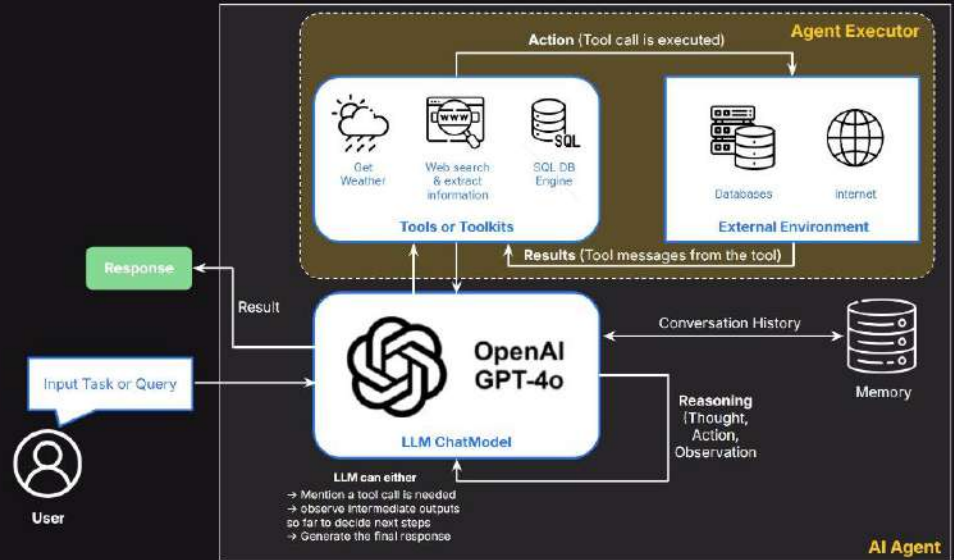 Agent Executor
Action (Tool call is executed)
WWW
SQL
Get
Weather
Web search
& extract
information
SQL DB
Engine
Tools or Toolkits
Databases
Internet
External Environment
Results (Tool messages from the tool)
Response
Result
Input Task or Query
User
OpenAI
GPT-4o
LLM ChatModel
Conversation History
Memory
Reasoning
(Thought,
Action,
Observation
LLM can either
→ Mention a tool call is needed
→ observe intermediate outputs
so far to decide next steps
→ Generate the final response
AI Agent